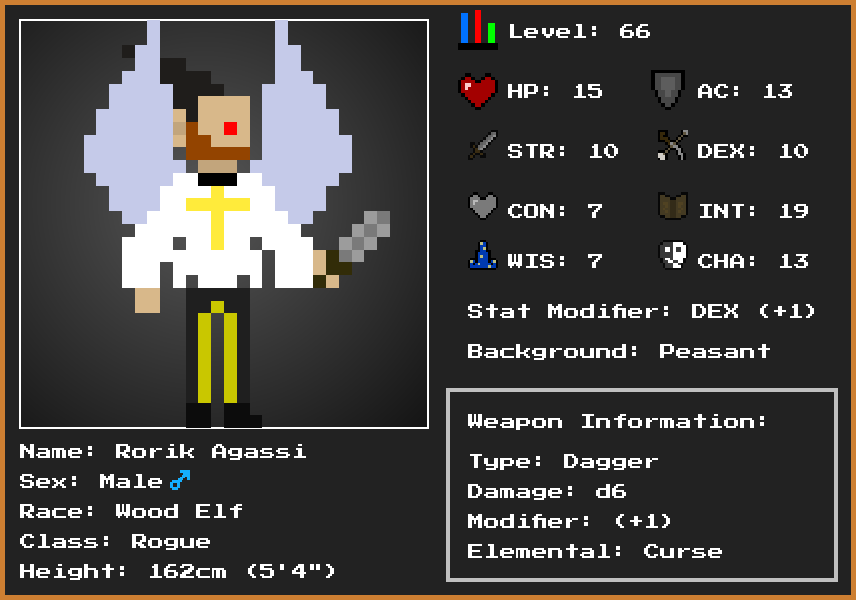 Level: 66
HP: 15
AC: 13
STR: 10
DEX: 10
CON: 7
INT: 19
WIS: 7
CHA: 13
Stat Modifier: DEX (+1)
Background: Peasant
Weapon Information:
Type: Dagger
Damage: d6
Modifier: (+1)
Elemental: Curse
Name: Rorik Agassi
Sex: Male♂
Race: Wood Elf
Class: Rogue
Height: 162cm (5'4")